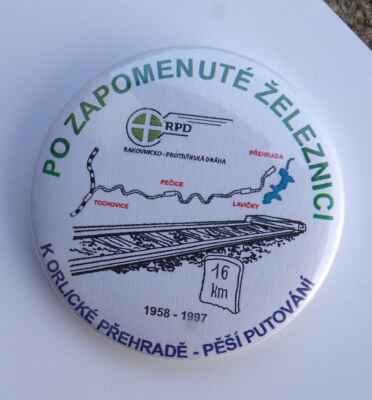 PO ZAPOMENUTÉ ŽELEZNICI
RPD
RAKOVNICKO - PROTIVÍNSKÁ DRÁHA
PŘEHRADA
PEČICE
TOCHOVICE
LAVIČKY
16
km
1958 - 1997
K ORLICKÉ PŘEHRADĚ - PĚŠÍ PUTOVÁNÍ